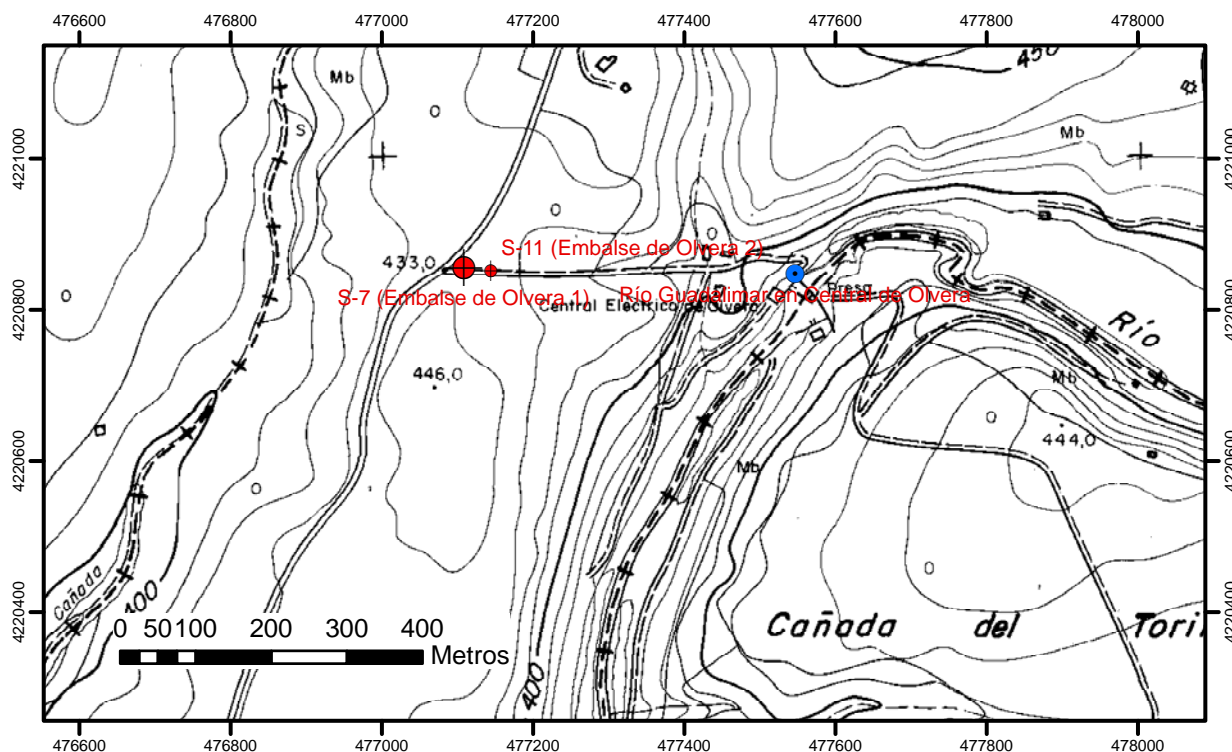 476600 476800 477000 477200 477400 477600 477800 478000
450
Mb
O
Mb
S
4221000
4221000
O
O
S-11 (Embalse de Olvera 2)
433,0
S-7 (Embalse de Olvera 1)
Río Guadalimar en Central de Olvera
Presa
Central Eléctrica de Olvera
O
4220800
4220800
Río
446,0
Mb
O
444,0
4220600
4220600
Mb
O
O
Cañada
400
4220400
4220400
Cañada del Tori
0 50 100 200 300 400 Metros
400
476600 476800 477000 477200 477400 477600 477800 478000